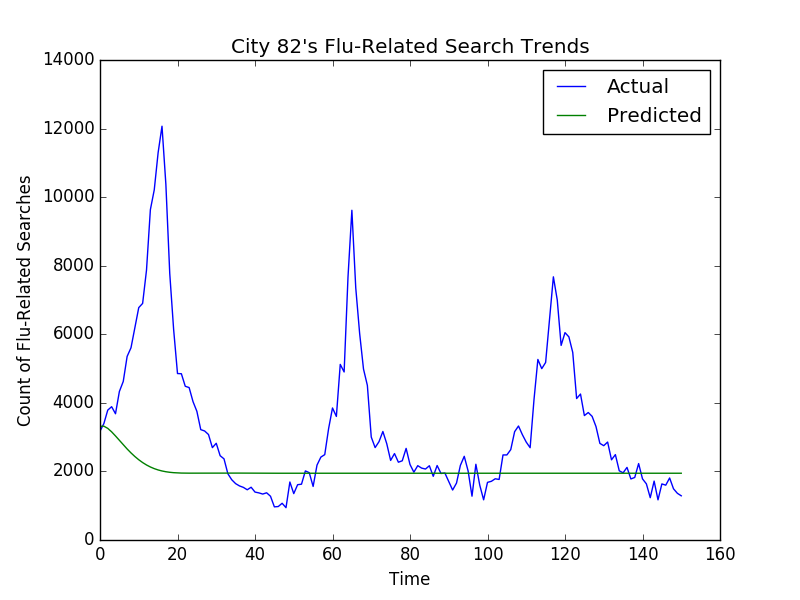 City 82's Flu-Related Search Trends
14000
12000
10000
8000
6000
4000
2000
0
Count of Flu-Related Searches
Actual
Predicted
0 20 40 60 80 100 120 140 160
Time